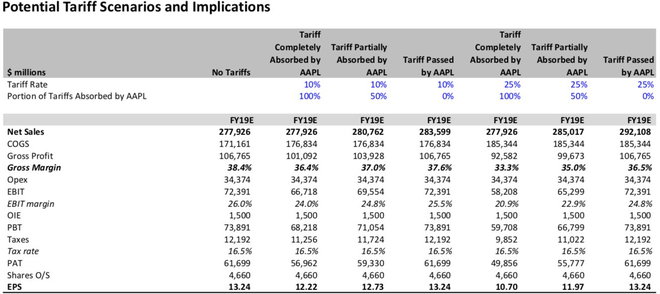 Potential Tariff Scenarios and Implications
Tariff Tariff
Completely Tariff Partially Completely Tariff Partially
Absorbed by Absorbed by Tariff Passed Absorbed by Absorbed by Tariff Passed
$ millions No Tariffs AAPL AAPL by AAPL AAPL AAPL by AAPL
Tariff Rate 10% 10% 10% 25% 25% 25%
Portion of Tariffs Absorbed by AAPL 100% 50% 0% 100% 50% 0%
FY19E FY19E FY19E FY19E FY19E FY19E FY19E
Net Sales 277,926 277,926 280,762 283,599 277,926 285,017 292,108
COGS 171,161 176,834 176,834 176,834 185,344 185,344 185,344
Gross Profit 106,765 101,092 103,928 106,765 92,582 99,673 106,765
Gross Margin 38.4% 36.4% 37.0% 37.6% 33.3% 35.0% 36.5%
Opex 34,374 34,374 34,374 34,374 34,374 34,374 34,374
EBIT 72,391 66,718 69,554 72,391 58,208 65,299 72,391
EBIT margin 26.0% 24.0% 24.8% 25.5% 20.9% 22.9% 24.8%
OIE 1,500 1,500 1,500 1,500 1,500 1,500 1,500
PBT 73,891 68,218 71,054 73,891 59,708 66,799 73,891
Taxes 12,192 11,256 11,724 12,192 9,852 11,022 12,192
Tax rate 16.5% 16.5% 16.5% 16.5% 16.5% 16.5% 16.5%
PAT 61,699 56,962 59,330 61,699 49,856 55,777 61,699
Shares O/S 4,660 4,660 4,660 4,660 4,660 4,660 4,660
EPS 13.24 12.22 12.73 13.24 10.70 11.97 13.24